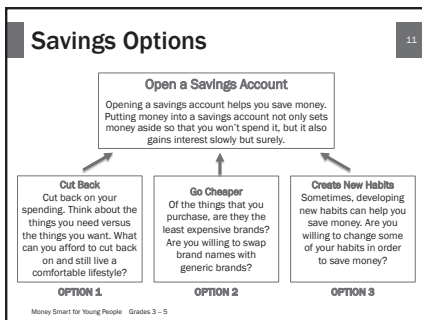 Savings Options
11
Open a Savings Account
Opening a savings account helps you save money.
Putting money into a savings account not only sets
money aside so that you won't spend it, but it also
gains interest slowly but surely.
Cut Back
Cut back on your
spending. Think about the
things you need versus
the things you want. What
can you afford to cut back
on and still live a
comfortable lifestyle?
OPTION 1
Go Cheaper
Of the things that you
purchase, are they the
least expensive brands?
Are you willing to swap
brand names with
generic brands?
OPTION 2
Create New Habits
Sometimes, developing
new habits can help you
save money. Are you
willing to change some
of your habits in order
to save money?
OPTION 3
Money Smart for Young People Grades 3 – 5